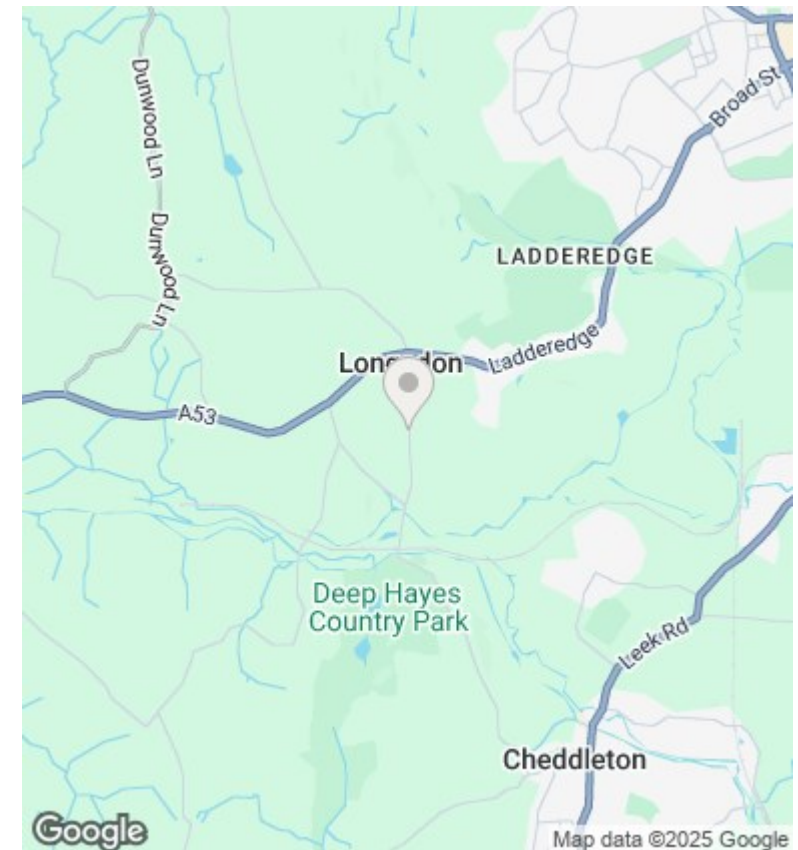 Dunwood Ln
Dunwood Ln
Broad St
LADDEREDGE
Ladderedge
A53
Deep Hayes
Country Park
Leek Rd
Cheddleton
Google
Map data ©2025 Google